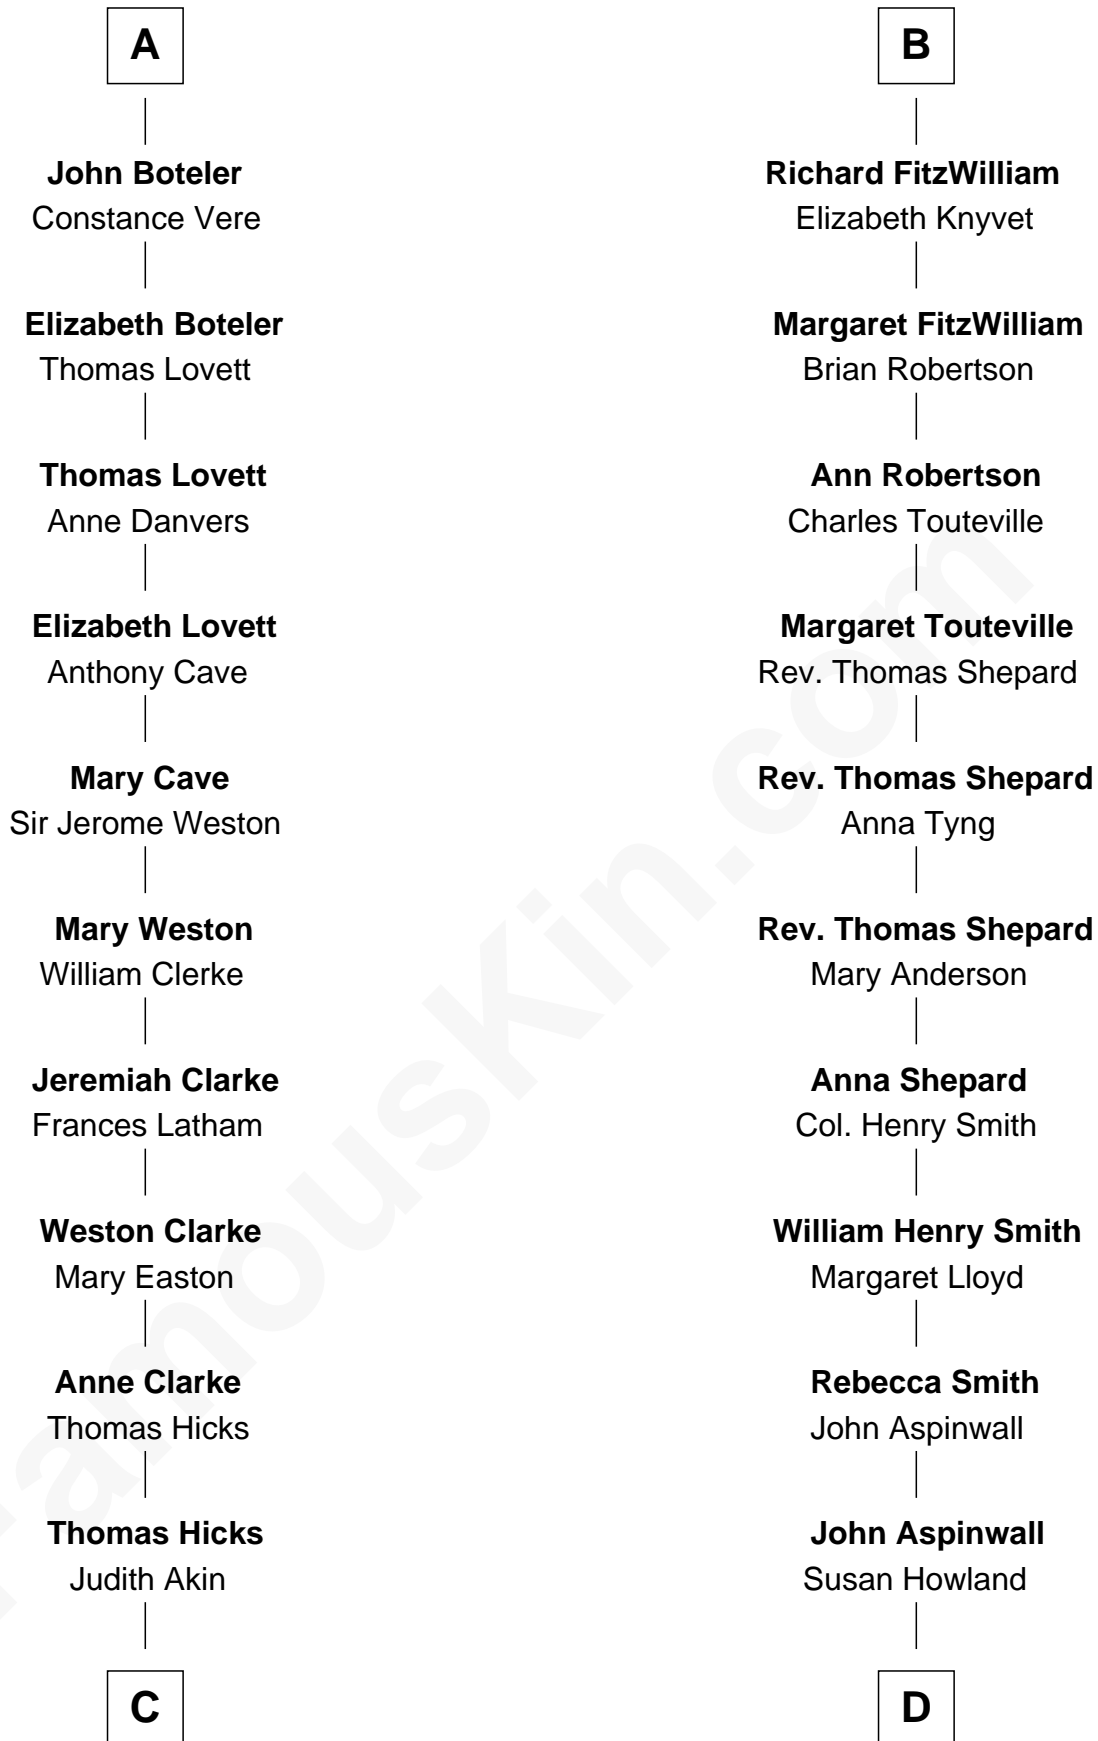 A
John Boteler
Constance Vere
Elizabeth Boteler
Thomas Lovett
Thomas Lovett
Anne Danvers
Elizabeth Lovett
Anthony Cave
Mary Cave
Sir Jerome Weston
Mary Weston
William Clerke
Jeremiah Clarke
Frances Latham
Weston Clarke
Mary Easton
Anne Clarke
Thomas Hicks
Thomas Hicks
Judith Akin
C
B
Richard FitzWilliam
Elizabeth Knyvet
Margaret FitzWilliam
Brian Robertson
Ann Robertson
Charles Touteville
Margaret Touteville
Rev. Thomas Shepard
Rev. Thomas Shepard
Anna Tyng
Rev. Thomas Shepard
Mary Anderson
Anna Shepard
Col. Henry Smith
William Henry Smith
Margaret Lloyd
Rebecca Smith
John Aspinwall
John Aspinwall
Susan Howland
D
FamousKin.com